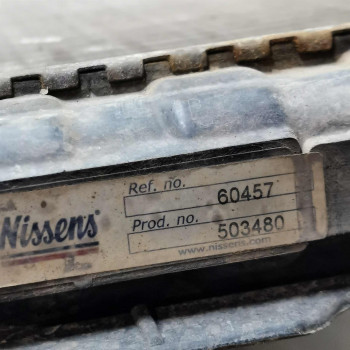 Nissens®
Ref. no. 60457
Prod. no. 503480
www.nissens.com